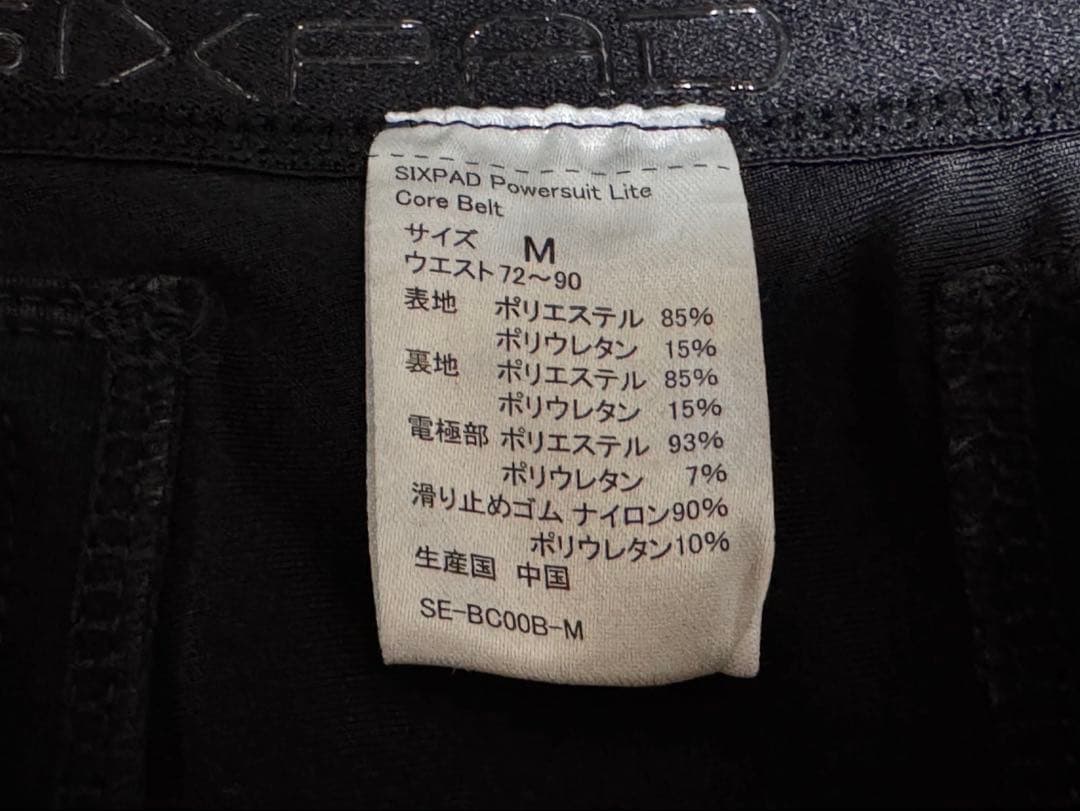 SIXPAD
SIXPAD Powersuit Lite
Core Belt
サイズ M
ウエスト72～90
表地 ポリエステル 85%
ポリウレタン 15%
裏地 ポリエステル 85%
ポリウレタン 15%
電極部 ポリエステル 93%
ポリウレタン 7%
滑り止めゴム ナイロン90%
ポリウレタン10%
生産国 中国
SE-BC00B-M